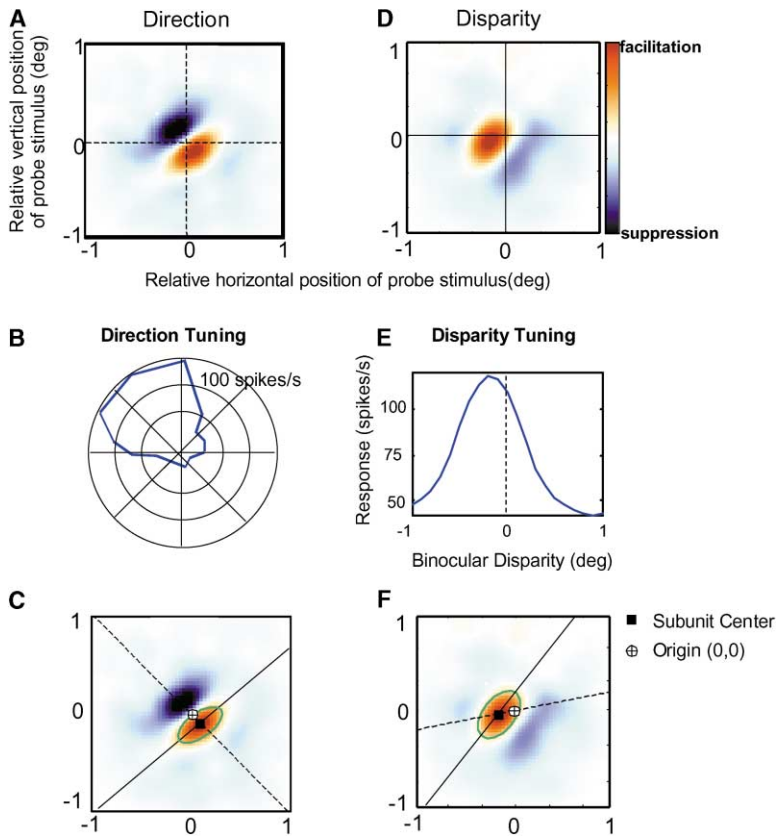 A
Direction
D
Disparity
Relative vertical position
of probe stimulus (deg)
1
0
-1
-1
0
1
1
0
-1
-1
0
1
facilitation
suppression
Relative horizontal position of probe stimulus(deg)
B
Direction Tuning
100 spikes/s
E
Disparity Tuning
Response (spikes/s)
100
75
50
-1
0
1
Binocular Disparity (deg)
C
1
0
-1
-1
0
1
F
1
0
-1
-1
0
1
Subunit Center
Origin (0,0)